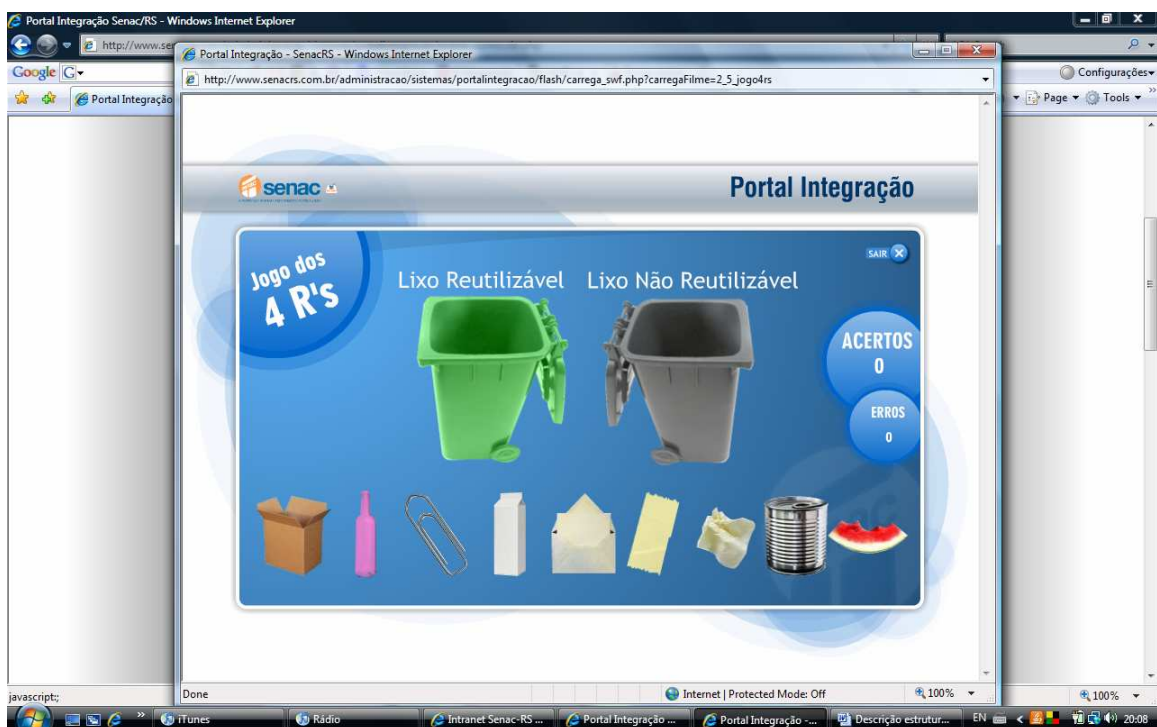 Portal Integração Senac/RS - Windows Internet Explorer
http://www.ser
Portal Integração - SenacRS - Windows Internet Explorer
http://www.senacrs.com.br/administracao/sistemas/portalintegracao/flash/carrega_swf.php?carregaFilme=2_5_jogo4rs
Google
G
Configurações
Portal Integração
Page
Tools
senac
Portal Integração
Jogo dos
4 R's
SAIR X
Lixo Reutilizável
Lixo Não Reutilizável
ACERTOS
0
ERROS
0
javascript:;
Done
Internet | Protected Mode: Off
100%
100%
iTunes
Rádio
Intranet Senac-RS ...
Portal Integração ...
Portal Integração -...
Descrição estrutur...
EN
20:08